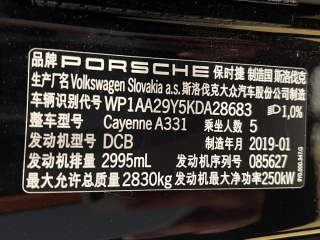 品牌 PORSCHE 保时捷 制造国 斯洛伐克
生产厂名 Volkswagen Slovakia a.s. 斯洛伐克大众汽车股份公司制造
车辆识别代号 WP1AA29Y5KDA28683 1,0%
整车型号 Cayenne A331 乘坐人数 5
发动机型号 DCB 制造年月 2019-01
发动机排量 2995mL 序号 085627
最大允许总质量 2830kg 发动机最大净功率 250kW